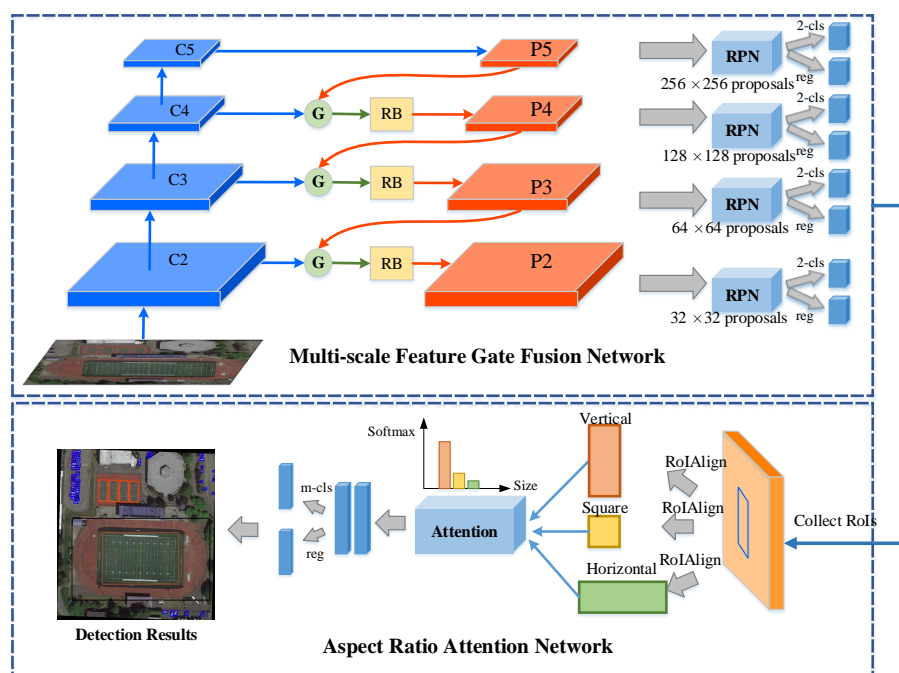 C5
P5
RPN
2-cls
reg
256 ×256 proposals
C4
G
RB
P4
RPN
2-cls
reg
128 ×128 proposals
C3
G
RB
P3
RPN
2-cls
reg
64 ×64 proposals
C2
G
RB
P2
RPN
2-cls
reg
32 ×32 proposals
Multi-scale Feature Gate Fusion Network
Softmax
Size
Vertical
RoIAlign
m-cls
reg
Attention
Square
RoIAlign
Collect RoIs
Horizontal
RoIAlign
Detection Results
Aspect Ratio Attention Network